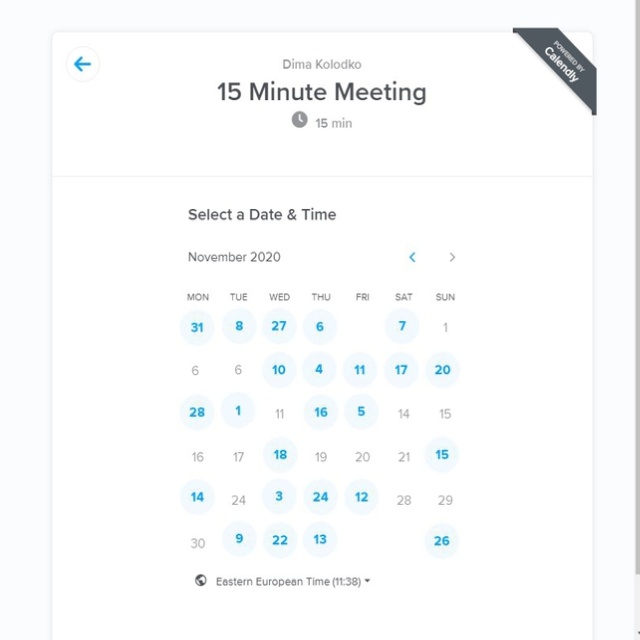 POWERED BY
Calendly
Dima Kolodko
15 Minute Meeting
15 min
Select a Date & Time
November 2020
MON TUE WED THU FRI SAT SUN
31 8 27 6 7 1
6 6 10 4 11 17 20
28 1 11 16 5 14 15
16 17 18 19 20 21 15
14 24 3 24 12 28 29
30 9 22 13 26
Eastern European Time (11:38)